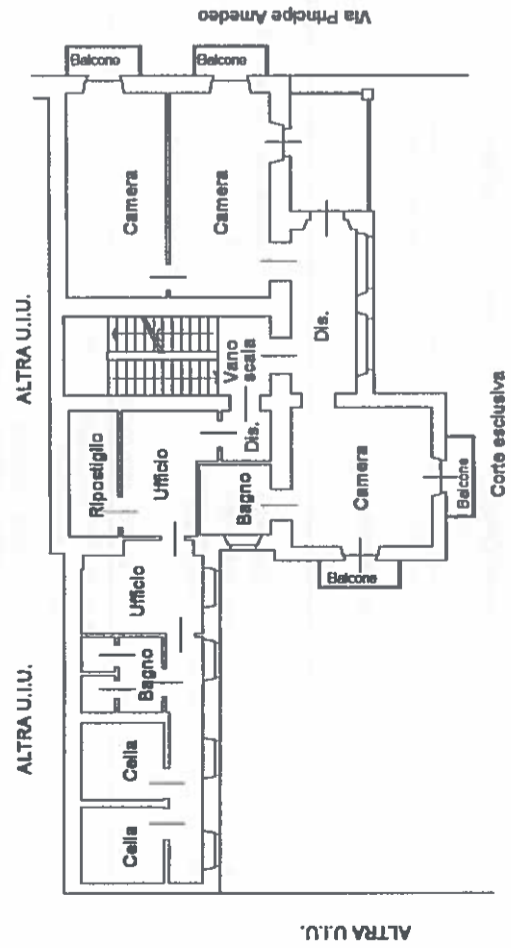 ALTRA U.I.U.
ALTRA U.I.U.
Balcone
Camera
Ripostiglio
Cella
Cella
Bagno
Ufficio
Ufficio
Vano
scala
Camera
Balcone
Dis.
Bagno
Dis.
Camera
Balcone
Balcone
Corte esclusiva
Via Principe Amedeo
ALTRA U.I.U.